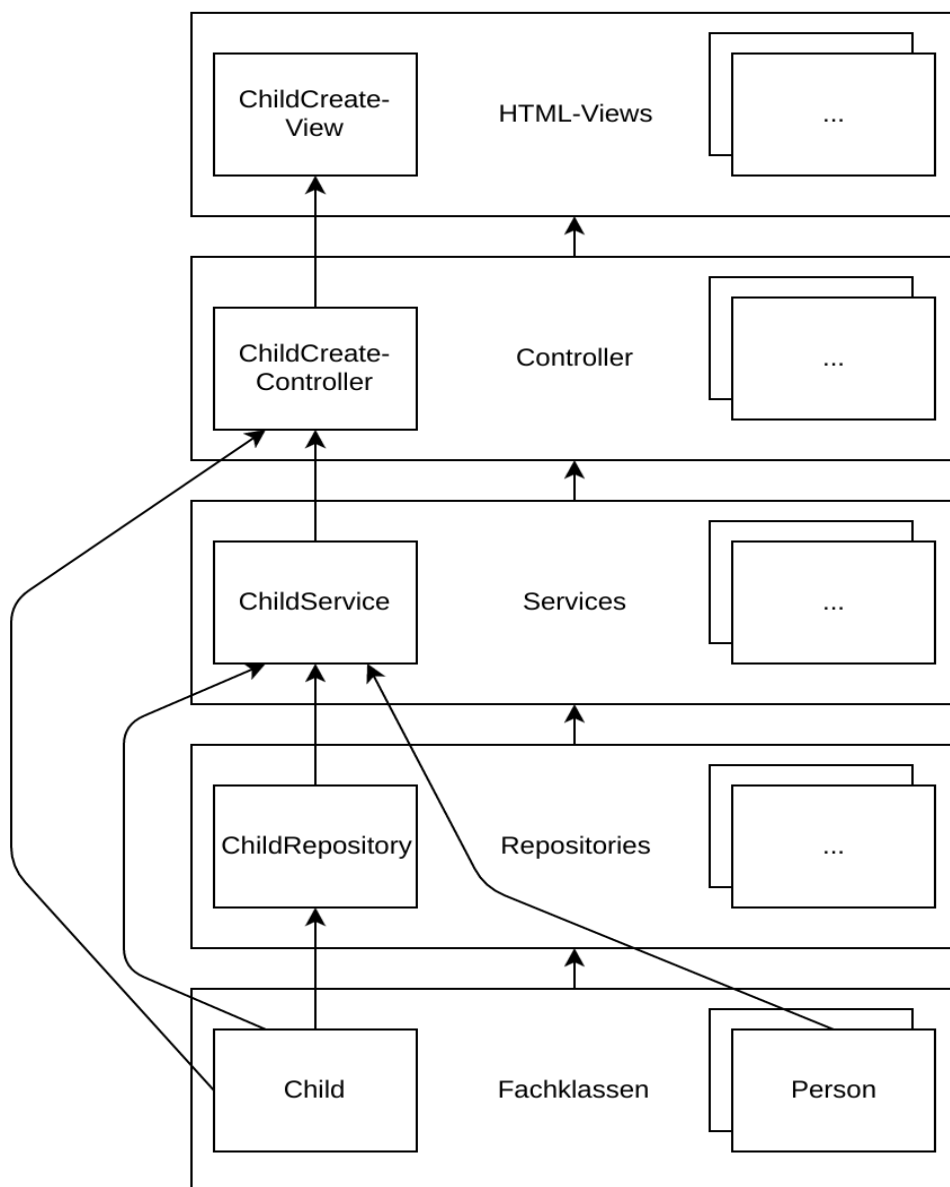 ChildCreate-
View
HTML-Views
...
ChildCreate-
Controller
Controller
...
ChildService
Services
...
ChildRepository
Repositories
...
Child
Fachklassen
Person